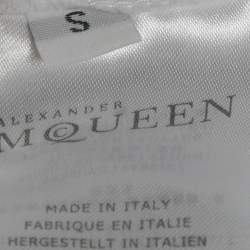 S
ALEXANDER
MCQUEEN
MADE IN ITALY
FABRIQUE EN ITALIE
HERGESTELLT IN ITALIEN